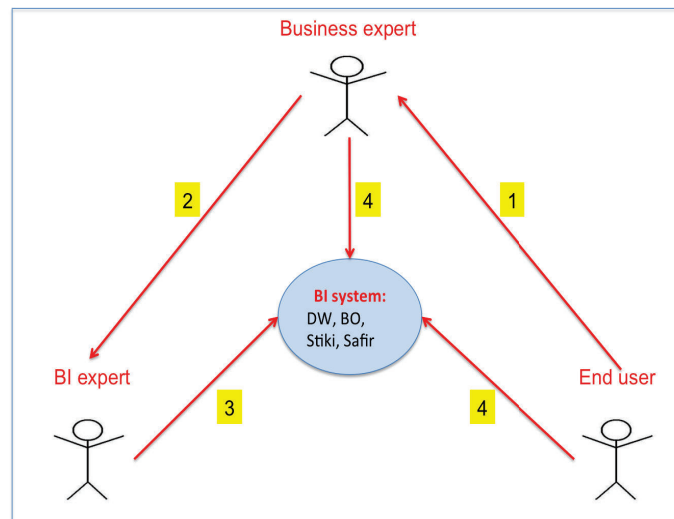 Business expert
2
4
1
BI system:
DW, BO,
Stiki, Safir
BI expert
End user
3
4